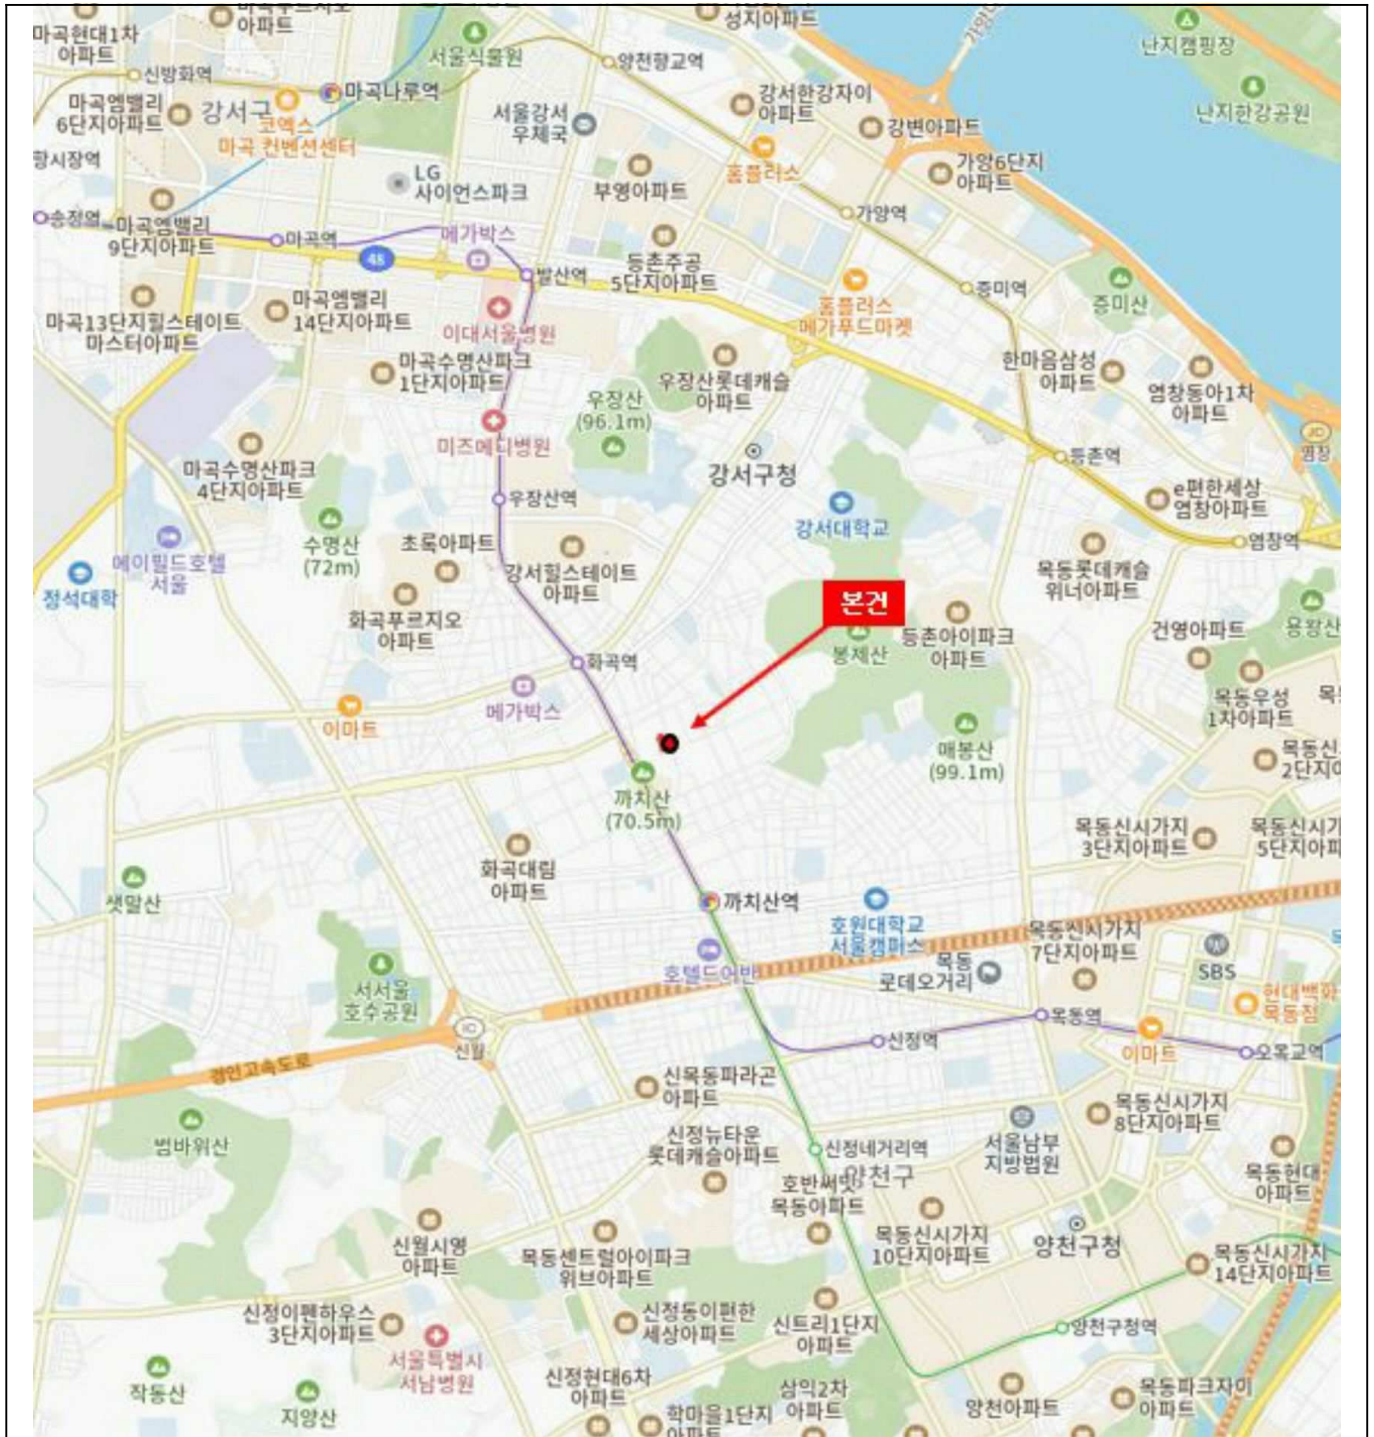 마곡현대1차
아파트
아파트
성지아파트
난지캠핑장
서울식물원
양천향교역
신방화역
마곡나루역
마곡엠밸리
6단지아파트
강서구
코엑스
마곡 컨벤션센터
서울강서
우체국
강서한강자이
아파트
강변아파트
난지한강공원
항시장역
LG
사이언스파크
부영아파트
홈플러스
가양6단지
아파트
송정역
마곡엠밸리
9단지아파트
마곡역
메가박스
가양역
48
발산역
등촌주공
5단지아파트
증미역
증미산
마곡13단지힐스테이트
마스터아파트
마곡엠밸리
14단지아파트
이대서울병원
홈플러스
메가푸드마켓
마곡수명산파크
1단지아파트
우장산롯데캐슬
아파트
한마음삼성
아파트
염창동아1차
아파트
우장산
(96.1m)
미즈메디병원
강서구청
등촌역
JC
염창
마곡수명산파크
4단지아파트
우장산역
강서대학교
e편한세상
염창아파트
수명산
(72m)
초록아파트
염창역
메이필드호텔
서울
정석대학
강서힐스테이트
아파트
목동롯데캐슬
위너아파트
본건
화곡푸르지오
아파트
봉제산
등촌아이파크
아파트
건영아파트
용왕산
화곡역
메가박스
이마트
목동우성
1차아파트
매봉산
(99.1m)
까치산
(70.5m)
목동신시가지
3단지아파트
화곡대림
아파트
샛말산
까치산역
호원대학교
서울캠퍼스
목동신시가지
7단지아파트
호텔드어반
목동
로데오거리
SBS
서서울
호수공원
목동점
IC
신월
목동역
신정역
이마트
오목교역
경인고속도로
신목동파라곤
아파트
목동신시가지
8단지아파트
범바위산
신정뉴타운
롯데캐슬아파트
신정네거리역
서울남부
지방법원
양천구
호반써밋
목동아파트
목동현대
아파트
신월시영
아파트
목동센트럴아이파크
위브아파트
목동신시가지
10단지아파트
양천구청
목동신시가지
14단지아파트
신정이펜하우스
3단지아파트
신정동이편한
세상아파트
신트리1단지
아파트
양천구청역
서울특별시
서남병원
작동산
지양산
신정현대6차
아파트
학마을1단지
아파트
삼익2차
아파트
양천아파트
목동파크자이
아파트